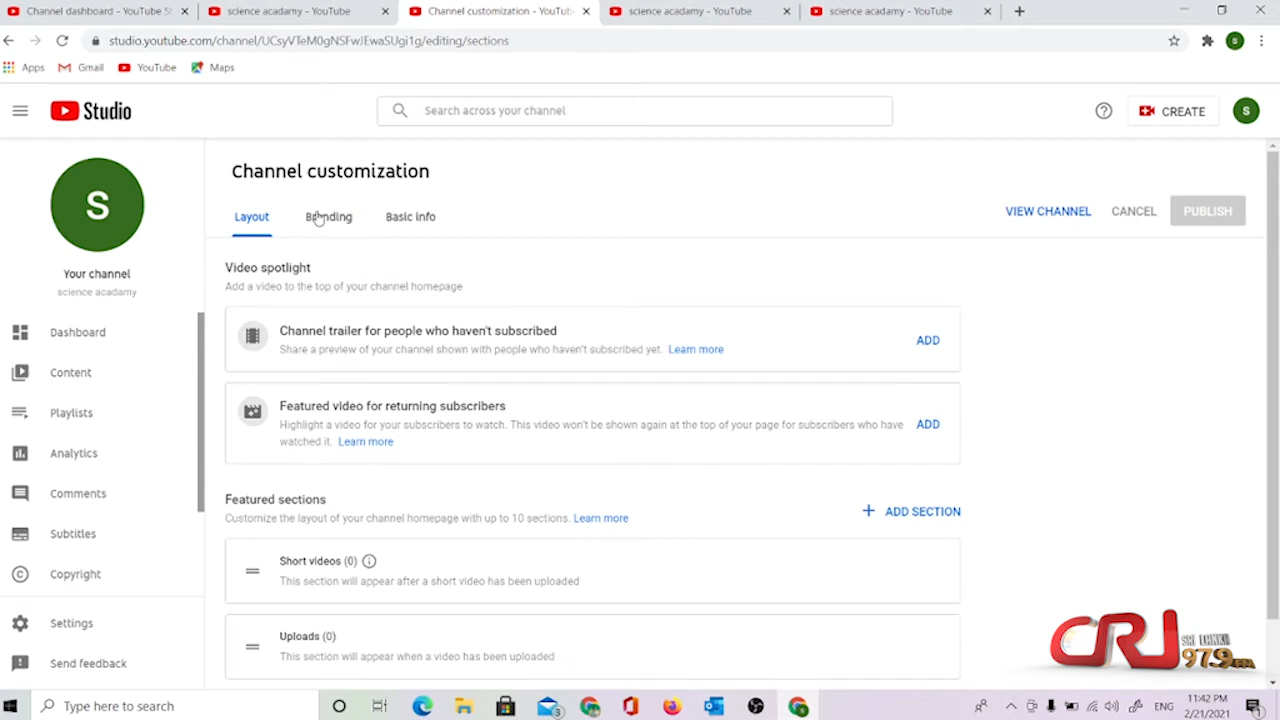 Channel dashboard - YouTube St
science acadamy - YouTube
Channel customization - YouTub
science acadamy - YouTube
science acadamy - YouTube
studio.youtube.com/channel/UCsyVTeM0gNSFwJEwaSUgi1g/editing/sections
Apps
Gmail
YouTube
Maps
Studio
Search across your channel
CREATE
S
S
Your channel
science acadamy
Dashboard
Content
Playlists
Analytics
Comments
Subtitles
Copyright
Settings
Send feedback
Channel customization
Layout
Branding
Basic info
VIEW CHANNEL
CANCEL
PUBLISH
Video spotlight
Add a video to the top of your channel homepage
Channel trailer for people who haven't subscribed
Share a preview of your channel shown with people who haven't subscribed yet. Learn more
ADD
Featured video for returning subscribers
Highlight a video for your subscribers to watch. This video won't be shown again at the top of your page for subscribers who have
watched it. Learn more
ADD
Featured sections
Customize the layout of your channel homepage with up to 10 sections. Learn more
ADD SECTION
Short videos (0)
This section will appear after a short video has been uploaded
Uploads (0)
This section will appear when a video has been uploaded
CRI
SRI LANKA
97.9 FM
Type here to search
3
ENG
11:42 PM
2/21/2021